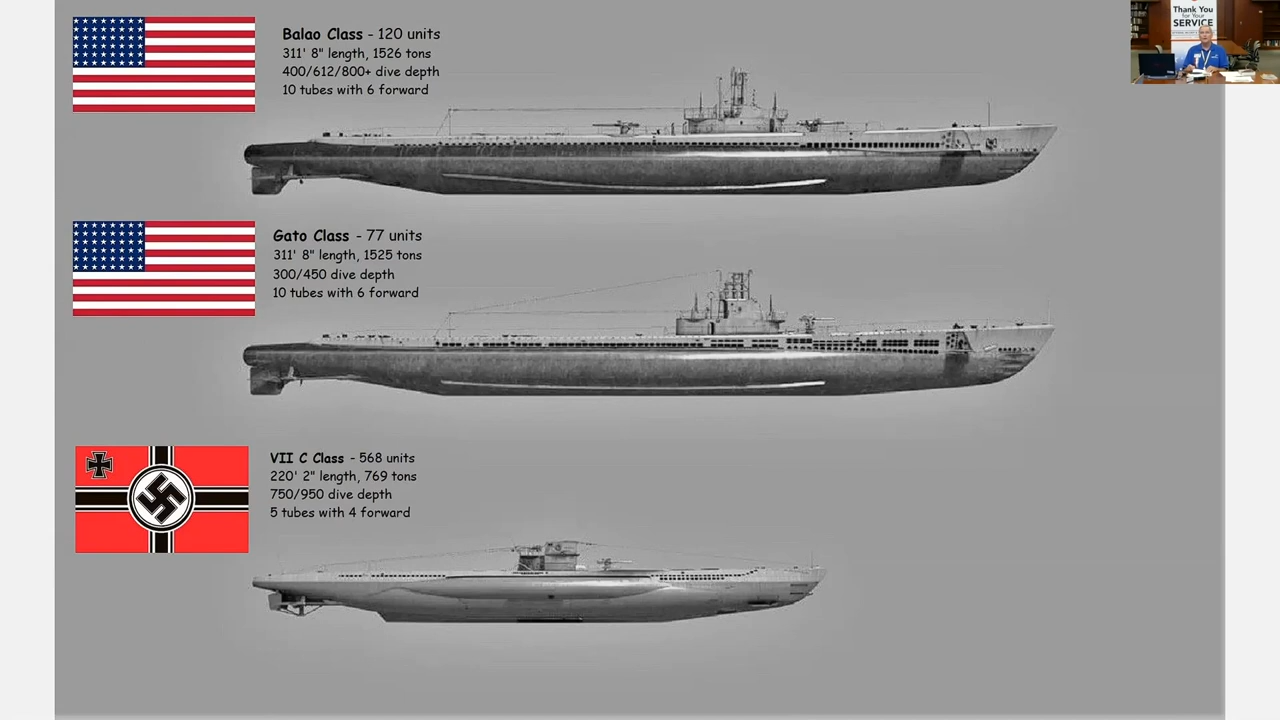 Thank You
for Your
SERVICE
Balao Class - 120 units
311' 8" length, 1526 tons
400/612/800+ dive depth
10 tubes with 6 forward
Gato Class - 77 units
311' 8" length, 1525 tons
300/450 dive depth
10 tubes with 6 forward
VII C Class - 568 units
220' 2" length, 769 tons
750/950 dive depth
5 tubes with 4 forward